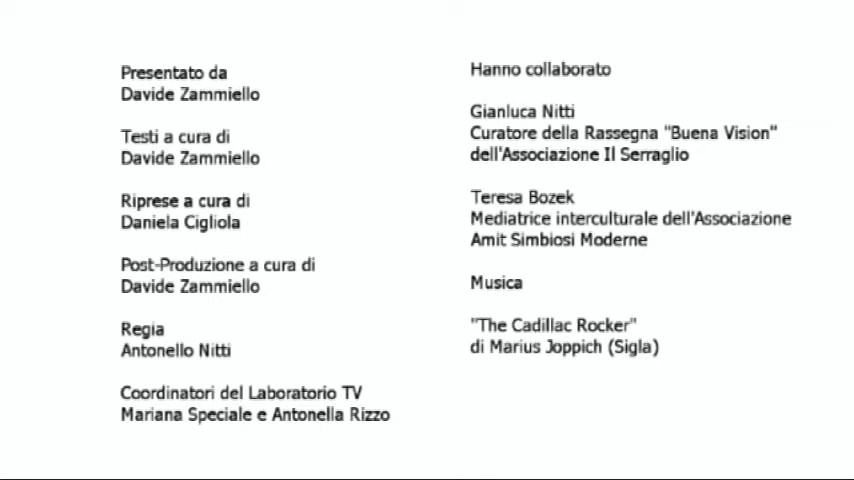 Presentato da
Davide Zammiello
Testi a cura di
Davide Zammiello
Riprese a cura di
Daniela Cigliola
Post-Produzione a cura di
Davide Zammiello
Regia
Antonello Nitti
Coordinatori del Laboratorio TV
Mariana Speciale e Antonella Rizzo
Hanno collaborato
Gianluca Nitti
Curatore della Rassegna "Buena Vision"
dell'Associazione Il Serraglio
Teresa Bozek
Mediatrice interculturale dell'Associazione
Amit Simbiosi Moderne
Musica
"The Cadillac Rocker"
di Marius Joppich (Sigla)